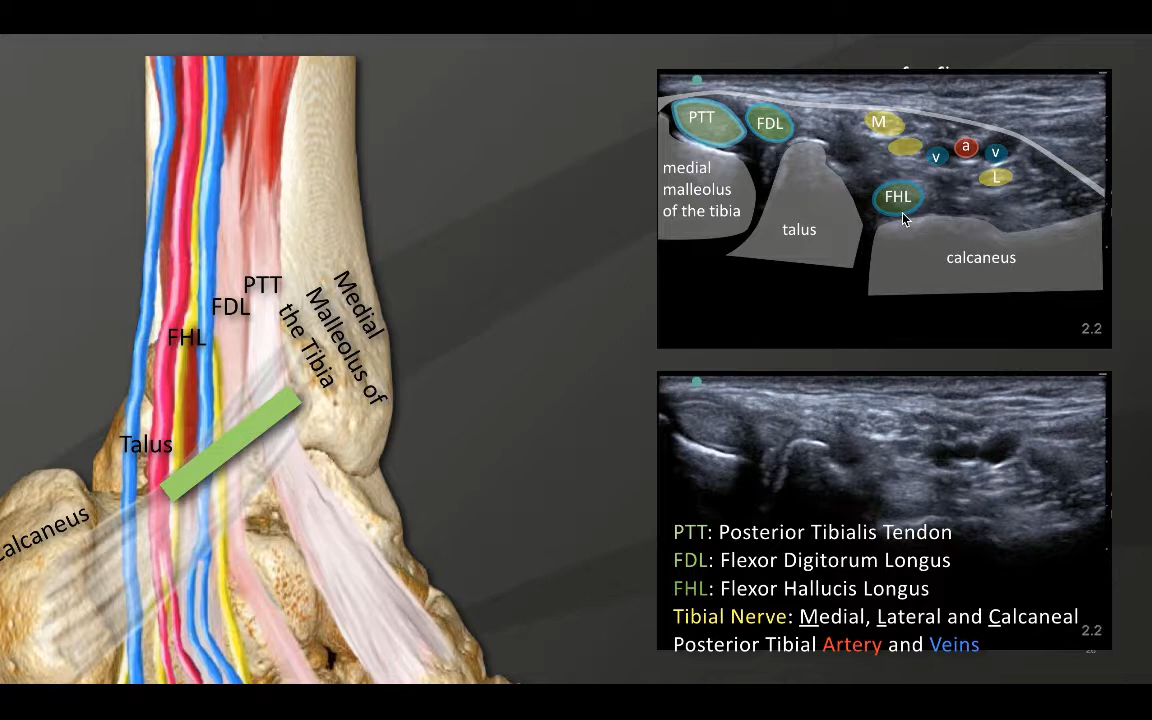 PTT
FDL
FHL
Medial
Malleolus of
the Tibia
Talus
Calcaneus
PTT
FDL
M
v
a
v
L
FHL
medial
malleolus
of the tibia
talus
calcaneus
2.2
PTT: Posterior Tibialis Tendon
FDL: Flexor Digitorum Longus
FHL: Flexor Hallucis Longus
Tibial Nerve: Medial, Lateral and Calcaneal
2.2
Posterior Tibial Artery and Veins